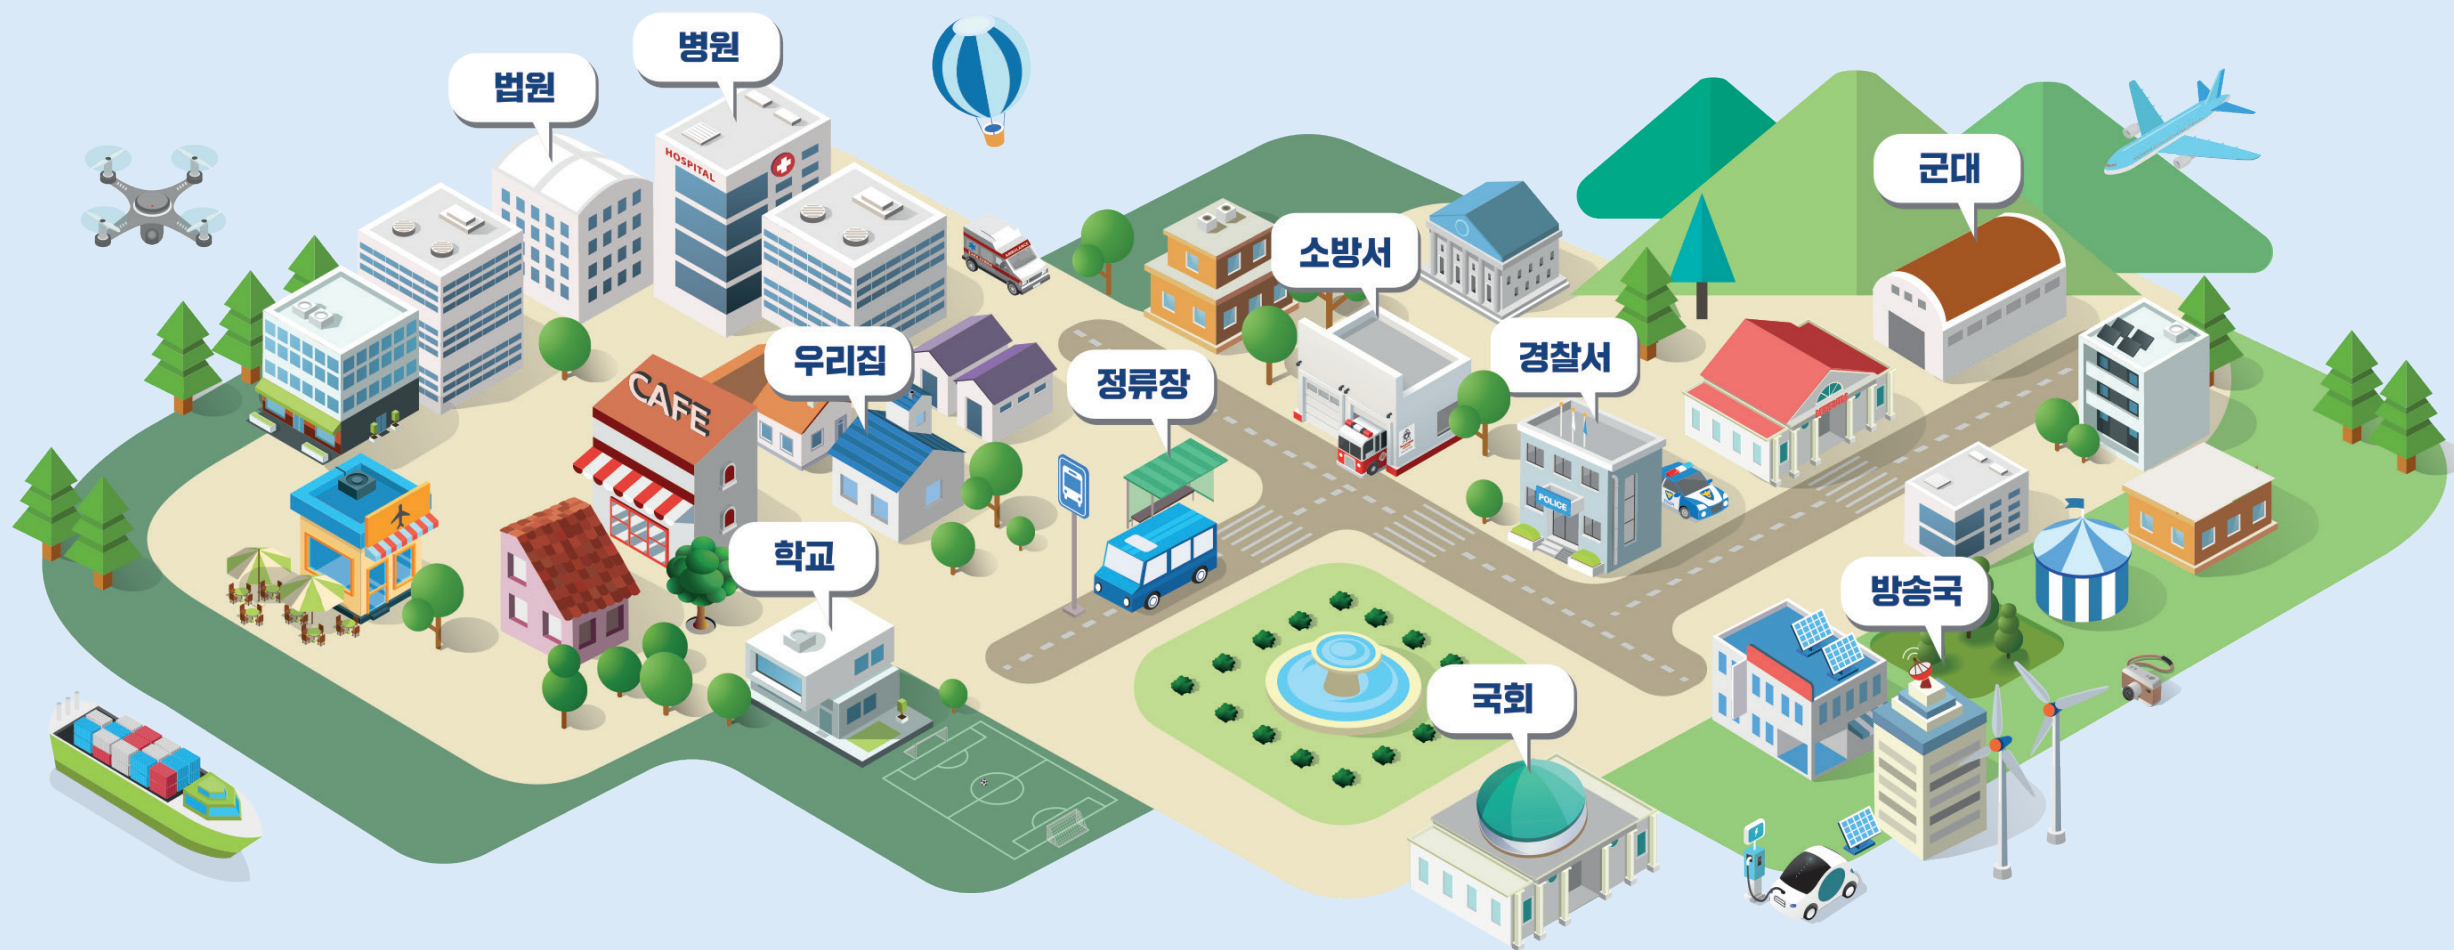 병원
법원
HOSPITAL
군대
소방서
우리집
경찰서
정류장
CAFE
POLICE
학교
방송국
국회